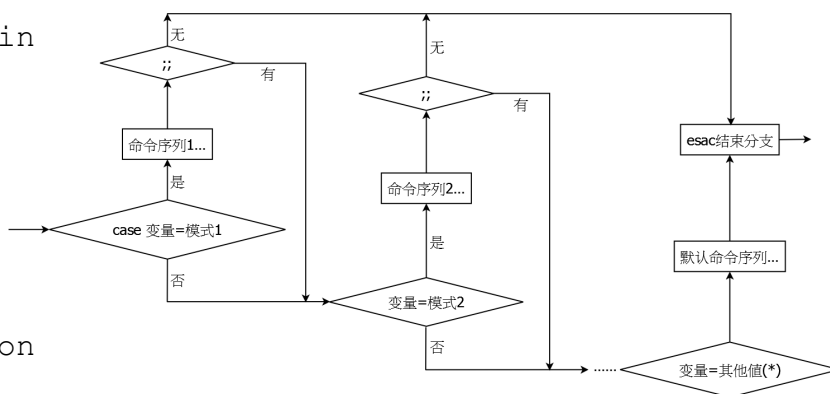 in
无
;;
有
命令序列1...
是
case 变量=模式1
否
无
;;
有
命令序列2...
是
变量=模式2
否
......
esac结束分支
默认命令序列...
变量=其他值(*)
on